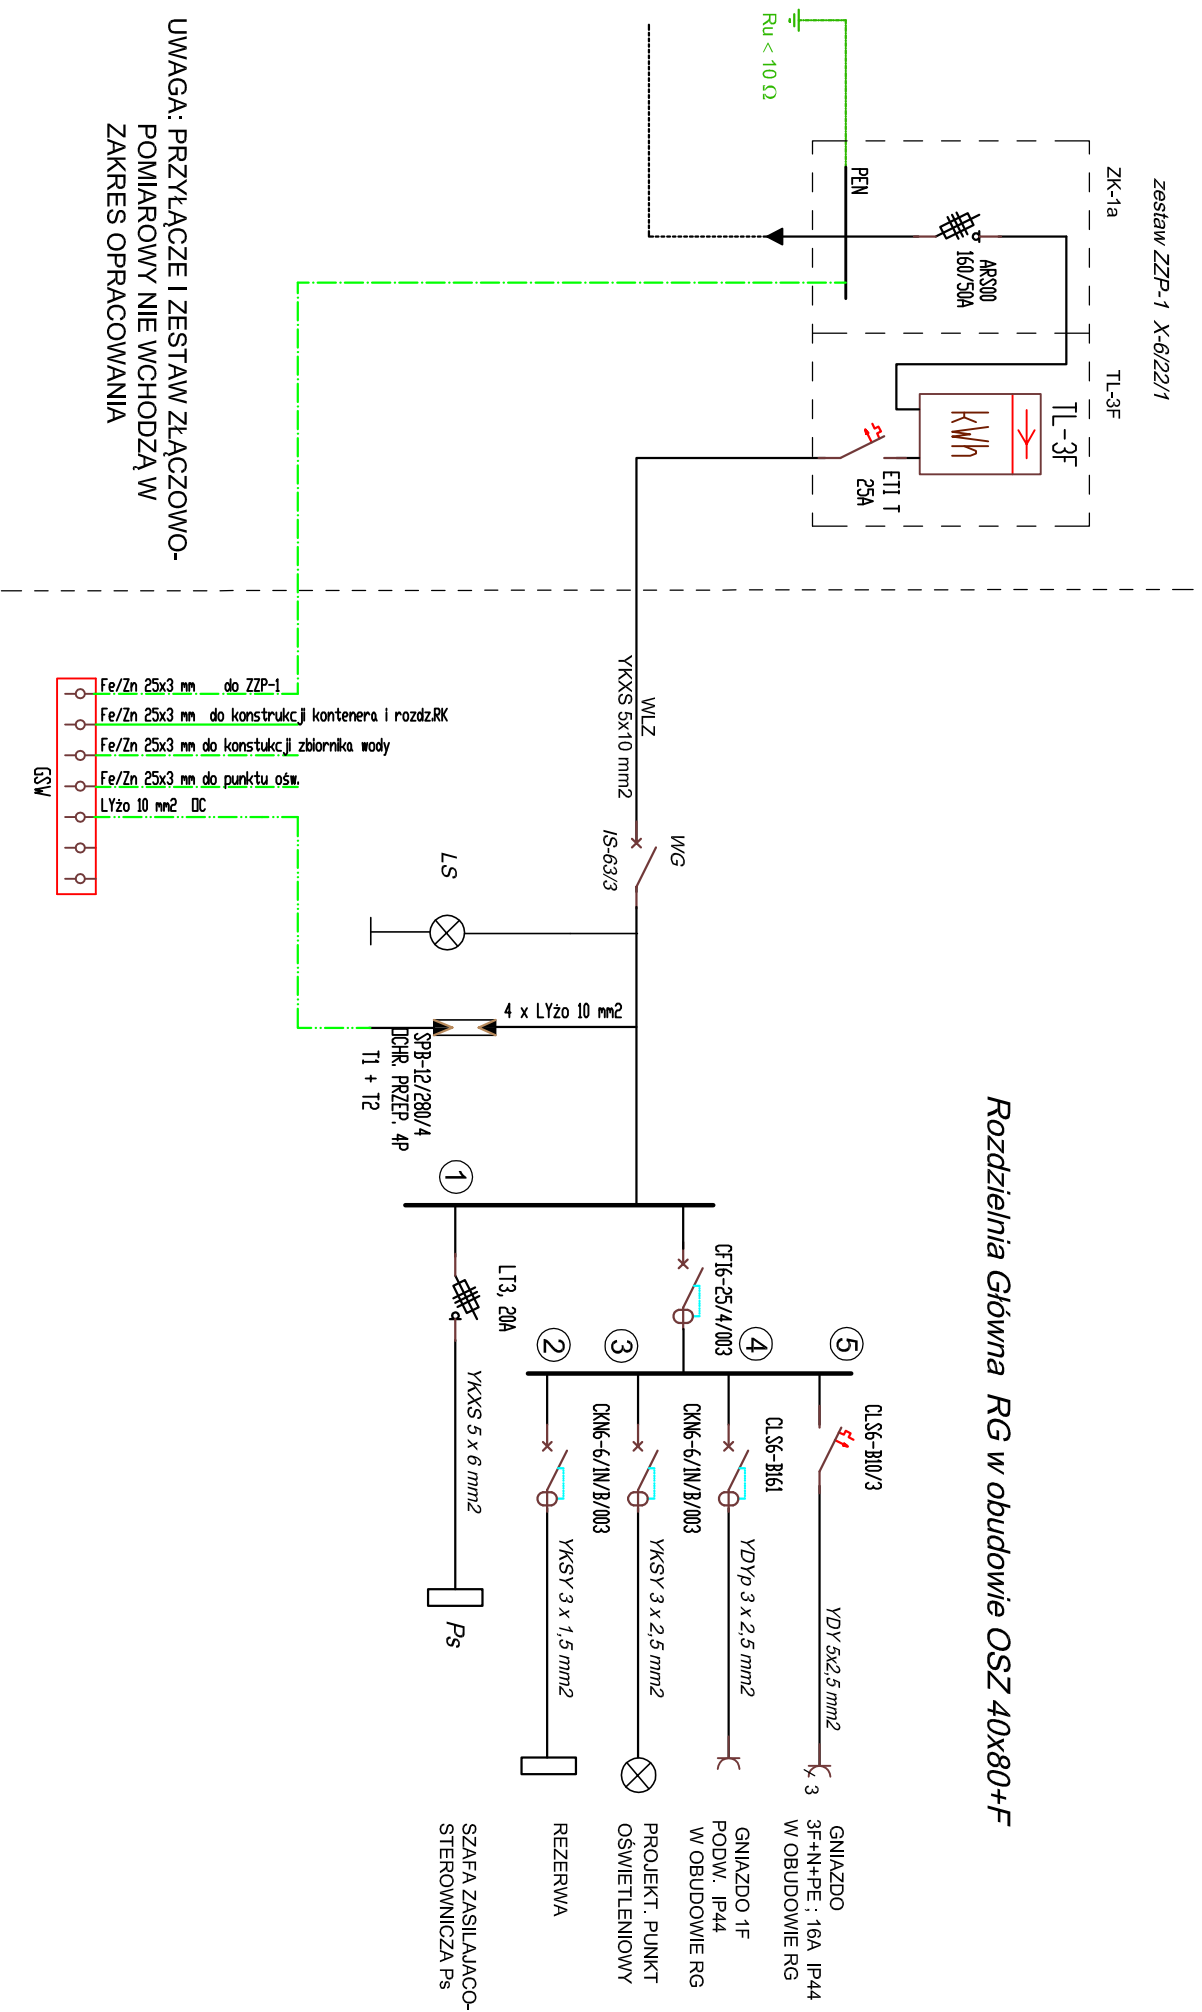 zestaw ZZP-1  X-6/22/1
ZK-1a
TL-3F
TL-3F
kWh
ARS00
160/50A
PEN
ETI T
25A
Ru < 10 Ω
UWAGA: PRZYŁĄCZE I ZESTAW ZŁĄCZOWO-
POMIAROWY NIE WCHODZĄ W
ZAKRES OPRACOWANIA
WLZ
YKXS 5x10 mm2
Fe/Zn 25x3 mm do ZZP-1
Fe/Zn 25x3 mm do konstrukcji kontenera i rozdz.RK
Fe/Zn 25x3 mm do konstukcji zbiornika wody
Fe/Zn 25x3 mm do punktu ośw.
LYżo 10 mm2 OC
GSW
WG
IS-63/3
LS
4 x LYżo 10 mm2
SPB-12/280/4
OCHR. PRZEP. 4P
T1 + T2
Rozdzielnia Główna RG w obudowie OSZ 40x80+F
1
LT3, 20A
YKXS 5 x 6 mm2
Ps
SZAFA ZASILAJĄCO-
STEROWNICZA Ps
CFI6-25/4/003
2
CKN6-6/1N/B/003
YKSY 3 x 1,5 mm2
REZERWA
3
CKN6-6/1N/B/003
YKSY 3 x 2,5 mm2
PROJEKT. PUNKT
OŚWIETLENIOWY
4
CLS6-B161
YDYp 3 x 2,5 mm2
GNIAZDO 1F
PODW. IP44
W OBUDOWIE RG
5
CLS6-B10/3
YDY 5x2,5 mm2
3
GNIAZDO
3F+N+PE ; 16A IP44
W OBUDOWIE RG